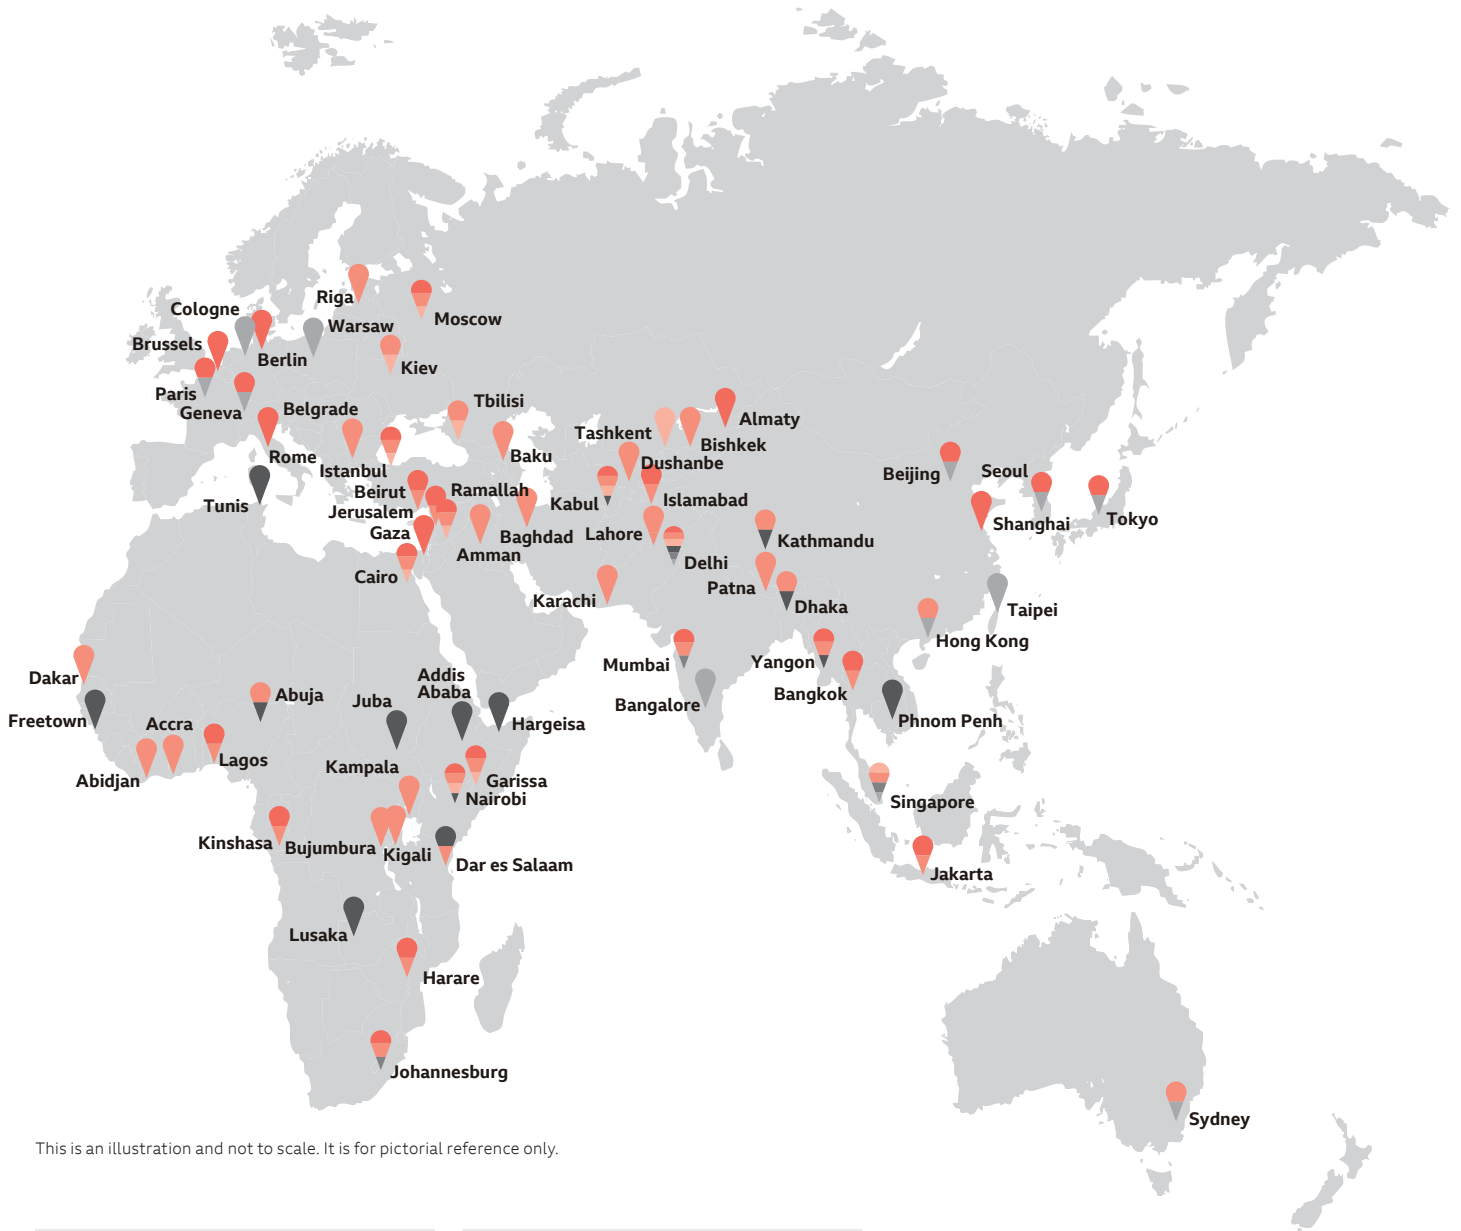 Riga
Cologne
Moscow
Warsaw
Brussels
Berlin
Kiev
Paris
Geneva
Belgrade
Tbilisi
Almaty
Tashkent
Bishkek
Rome
Istanbul
Baku
Dushanbe
Beijing
Seoul
Beirut
Ramallah
Kabul
Islamabad
Tunis
Jerusalem
Shanghai
Tokyo
Gaza
Baghdad
Lahore
Kathmandu
Amman
Delhi
Cairo
Patna
Karachi
Dhaka
Taipei
Hong Kong
Mumbai
Yangon
Dakar
Addis
Ababa
Abuja
Juba
Bangkok
Bangalore
Freetown
Accra
Hargeisa
Phnom Penh
Lagos
Kampala
Abidjan
Garissa
Nairobi
Singapore
Kinshasa
Bujumbura
Kigali
Dar es Salaam
Jakarta
Lusaka
Harare
Johannesburg
Sydney
This is an illustration and not to scale. It is for pictorial reference only.